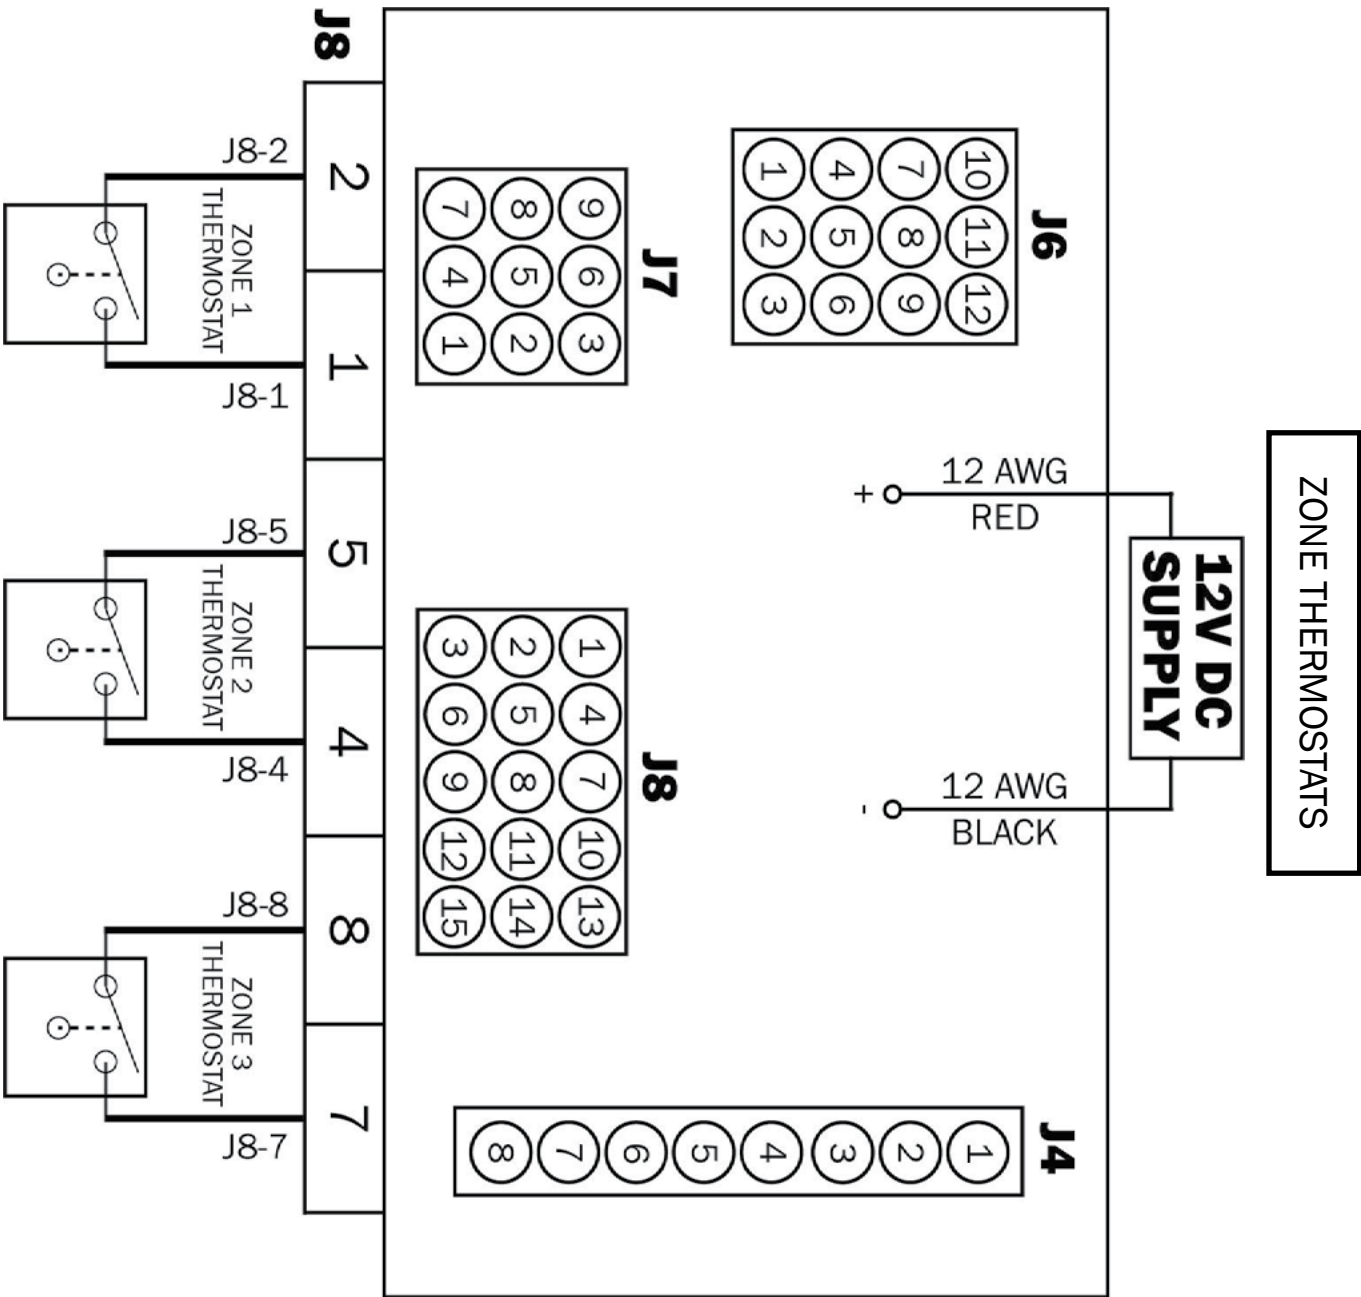 ZONE THERMOSTATS
12V DC
SUPPLY
12 AWG
RED
12 AWG
BLACK
+
-
J6
10 11 12
7 8 9
4 5 6
1 2 3
J4
1
2
3
4
5
6
7
8
J7
9 6 3
8 5 2
7 4 1
J8
1 4 7 10 13
2 5 8 11 14
3 6 9 12 15
J8
2 1 5 4 8 7
J8-2
ZONE 1
THERMOSTAT
J8-1
J8-5
ZONE 2
THERMOSTAT
J8-4
J8-8
ZONE 3
THERMOSTAT
J8-7